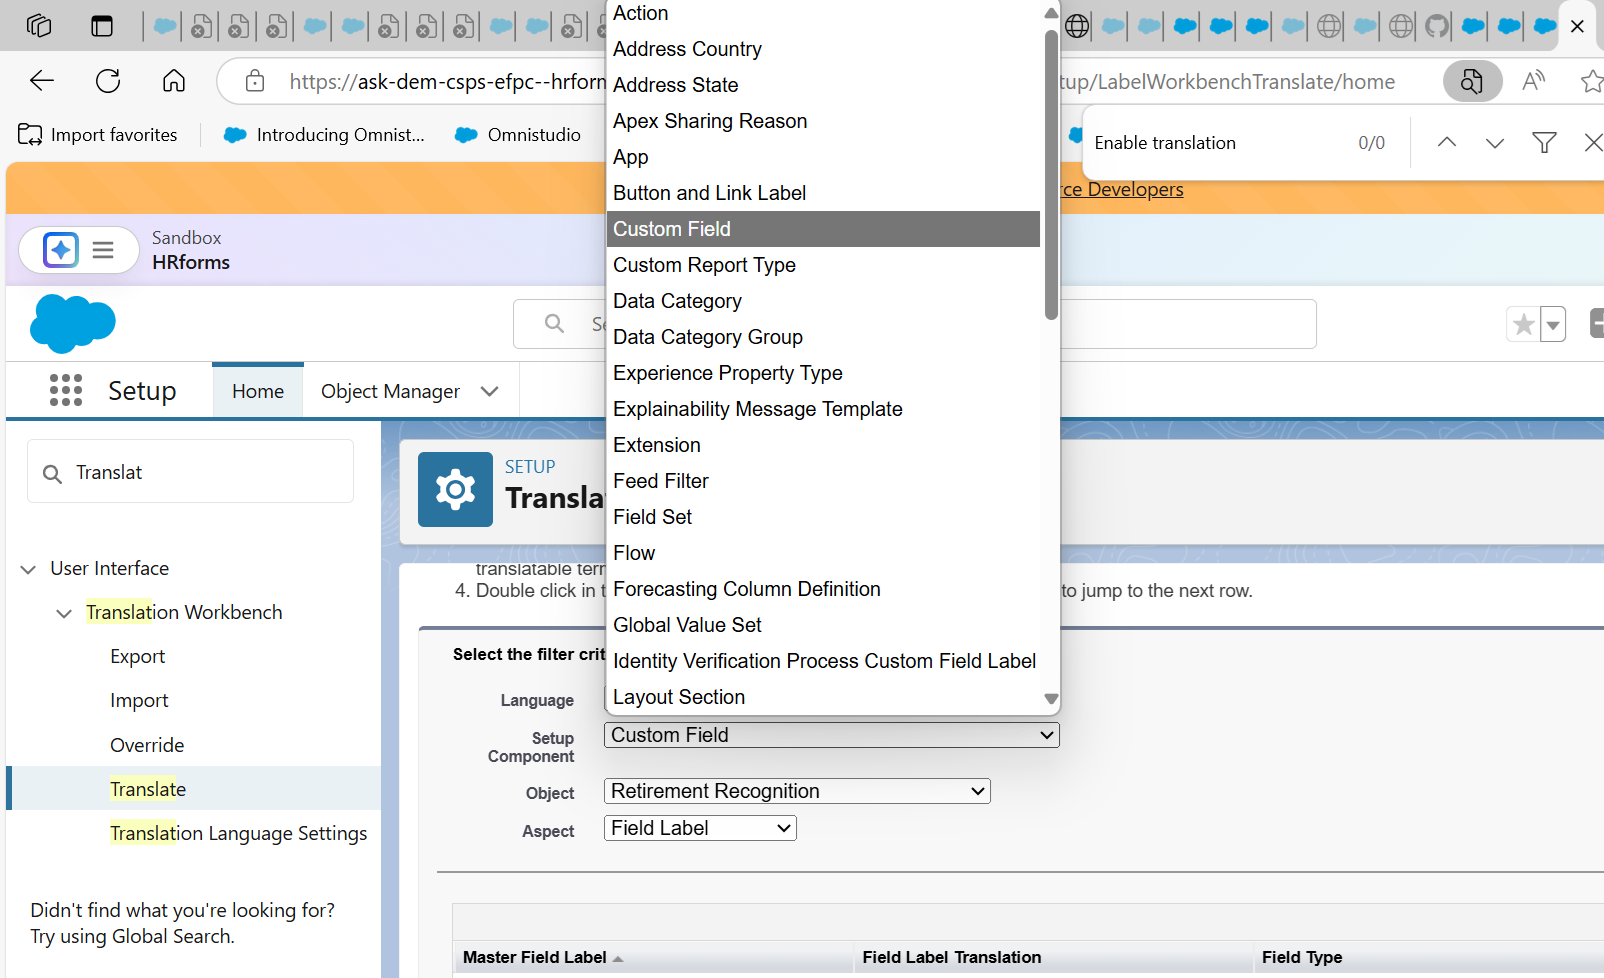 https://ask-dem-csps-efpc--hrforn
tup/LabelWorkbenchTranslate/home
Import favorites
Introducing Omnist...
Omnistudio
Enable translation
0/0
rce Developers
Sandbox
HRforms
Se
Setup
Home
Object Manager
Translat
User Interface
Translation Workbench
Export
Import
Override
Translate
Translation Language Settings
Didn't find what you're looking for?
Try using Global Search.
SETUP
Transla
translatable terr
4. Double click in t
to jump to the next row.
Select the filter crit
Action
Address Country
Address State
Apex Sharing Reason
App
Button and Link Label
Custom Field
Custom Report Type
Data Category
Data Category Group
Experience Property Type
Explainability Message Template
Extension
Feed Filter
Field Set
Flow
Forecasting Column Definition
Global Value Set
Identity Verification Process Custom Field Label
Layout Section
Language
Setup
Component
Custom Field
Object
Retirement Recognition
Aspect
Field Label
Master Field Label
Field Label Translation
Field Type